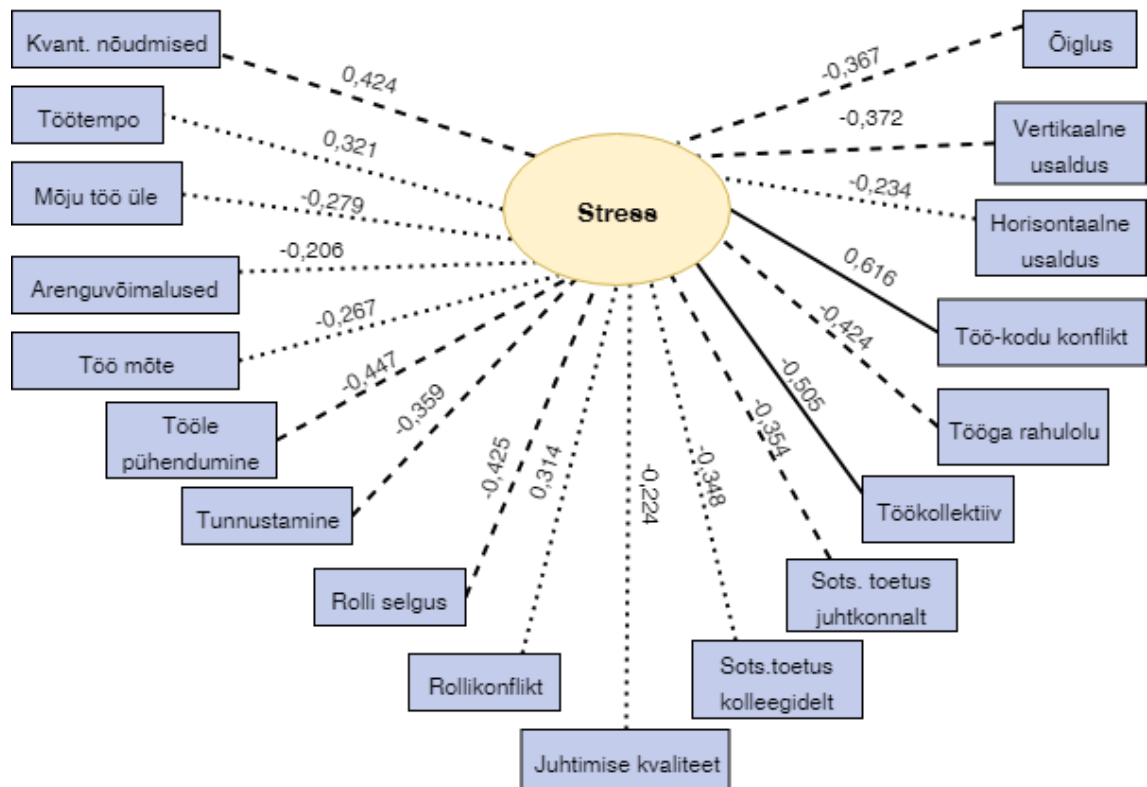 Kvant. nõudmised
0,424
-0,367
Õiglus
Töötempo
0,321
-0,372
Vertikaalne
usaldus
Mõju töö üle
-0,279
Stress
-0,234
Horisontaalne
usaldus
-0,206
Arenguvõimalused
0,616
Töö-kodu konflikt
-0,267
Töö mõte
-0,424
Tööga rahulolu
-0,447
Tööle
pühendumine
-0,359
Tunnustamine
-0,505
Töökollektiiv
-0,425
Rolli selgus
0,314
Rollikonflikt
-0,224
Juhtimise kvaliteet
-0,348
Sots.toetus
kolleegidelt
-0,354
Sots. toetus
juhtkonnalt